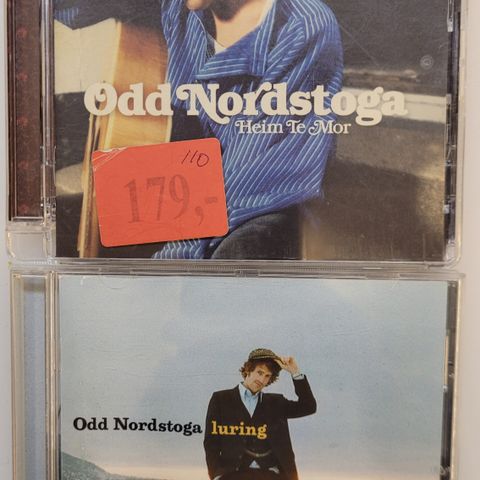 Odd Nordstoga
Heim Te Mor
110
179,-
Odd Nordstoga luring